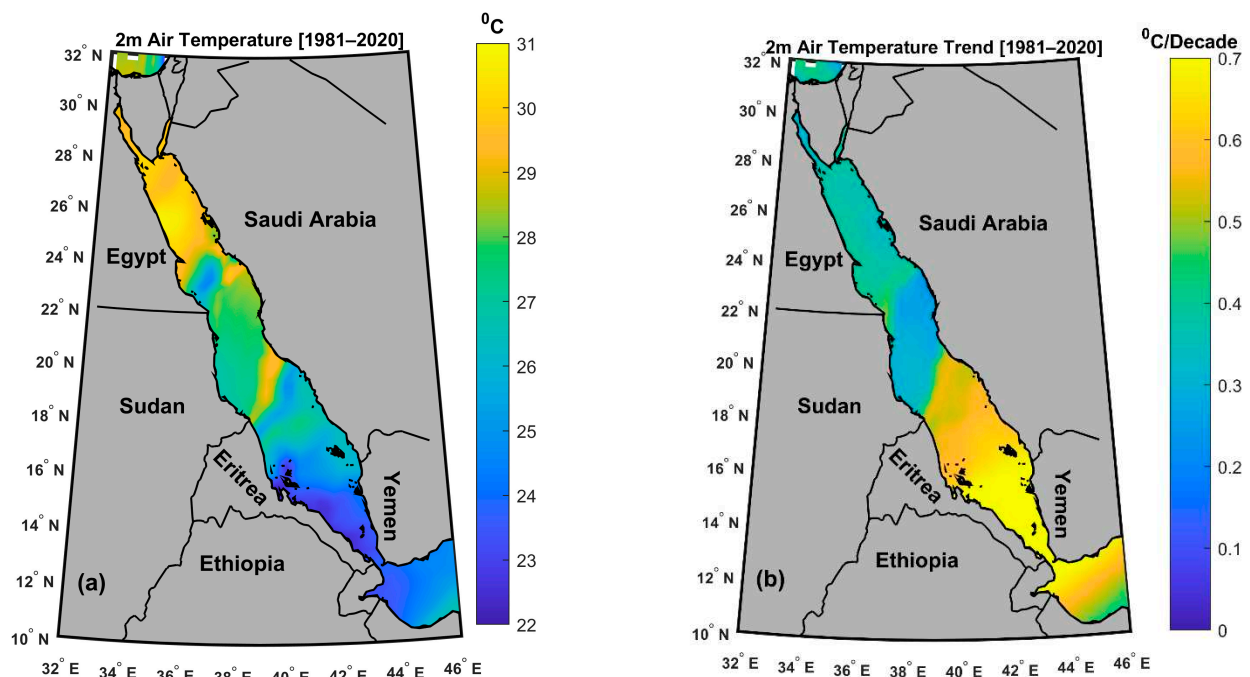 ⁰C
2m Air Temperature [1981–2020]
32° N
30° N
28° N
26° N
24° N
22° N
20° N
18° N
16° N
14° N
12° N
10° N
32° E
34° E
36° E
38° E
40° E
42° E
44° E
46° E
Saudi Arabia
Egypt
Sudan
Eritrea
Yemen
Ethiopia
(a)
31
30
29
28
27
26
25
24
23
22
⁰C/Decade
2m Air Temperature Trend [1981–2020]
32° N
30° N
28° N
26° N
24° N
22° N
20° N
18° N
16° N
14° N
12° N
10° N
32° E
34° E
36° E
38° E
40° E
42° E
44° E
46° E
Saudi Arabia
Egypt
Sudan
Eritrea
Yemen
Ethiopia
(b)
0.7
0.6
0.5
0.4
0.3
0.2
0.1
0